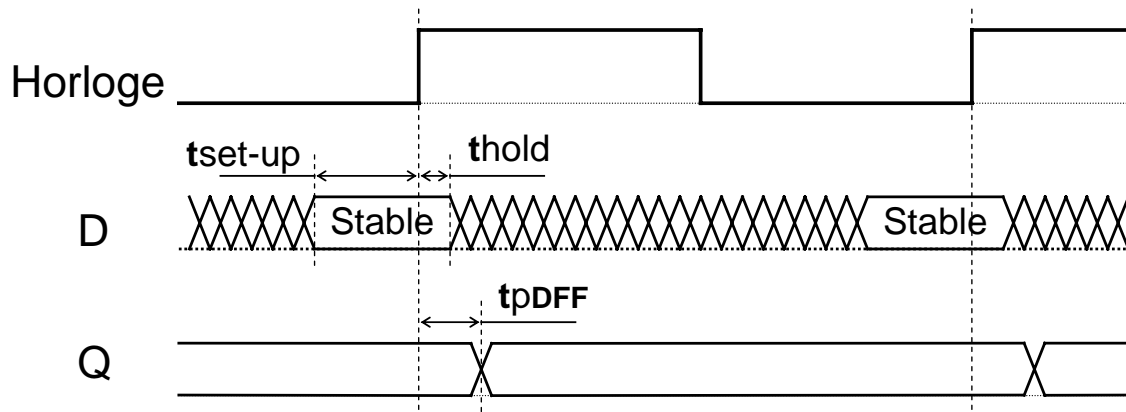 Horloge
tset-up
thold
D
Stable
Stable
tpDFF
Q